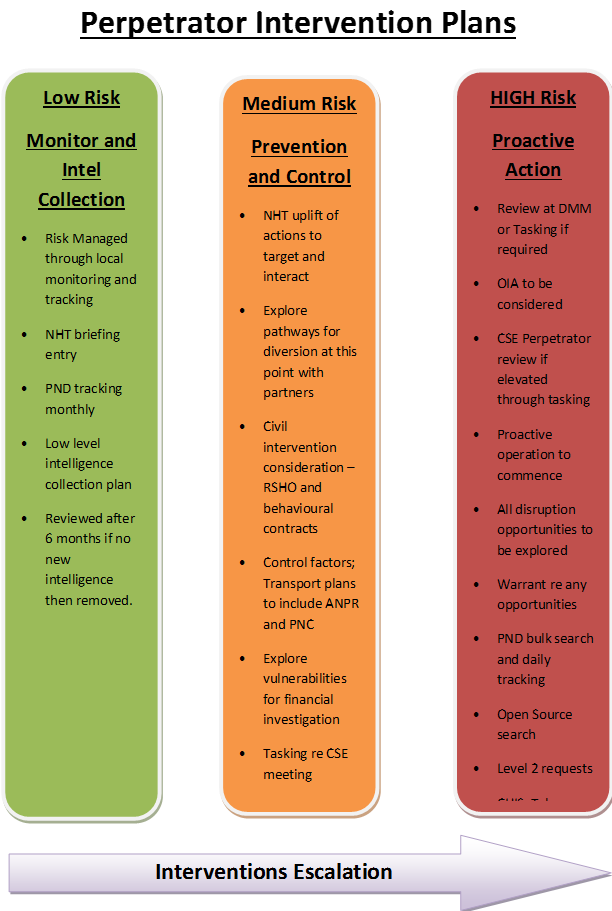 Perpetrator Intervention Plans
Low Risk
Monitor and
Intel
Collection
• Risk Managed
through local
monitoring and
tracking
• NHT briefing
entry
• PND tracking
monthly
• Low level
intelligence
collection plan
• Reviewed after
6 months if no
new
intelligence
then removed.
Medium Risk
Prevention
and Control
• NHT uplift of
actions to
target and
interact
• Explore
pathways for
diversion at this
point with
partners
• Civil
intervention
consideration –
RSHO and
behavioural
contracts
• Control factors;
Transport plans
to include ANPR
and PNC
• Explore
vulnerabilities
for financial
investigation
• Tasking re CSE
meeting
HIGH Risk
Proactive
Action
• Review at DMM
or Tasking if
required
• OIA to be
considered
• CSE Perpetrator
review if
elevated
through tasking
• Proactive
operation to
commence
• All disruption
opportunities to
be explored
• Warrant re any
opportunities
• PND bulk search
and daily
tracking
• Open Source
search
• Level 2 requests
Interventions Escalation